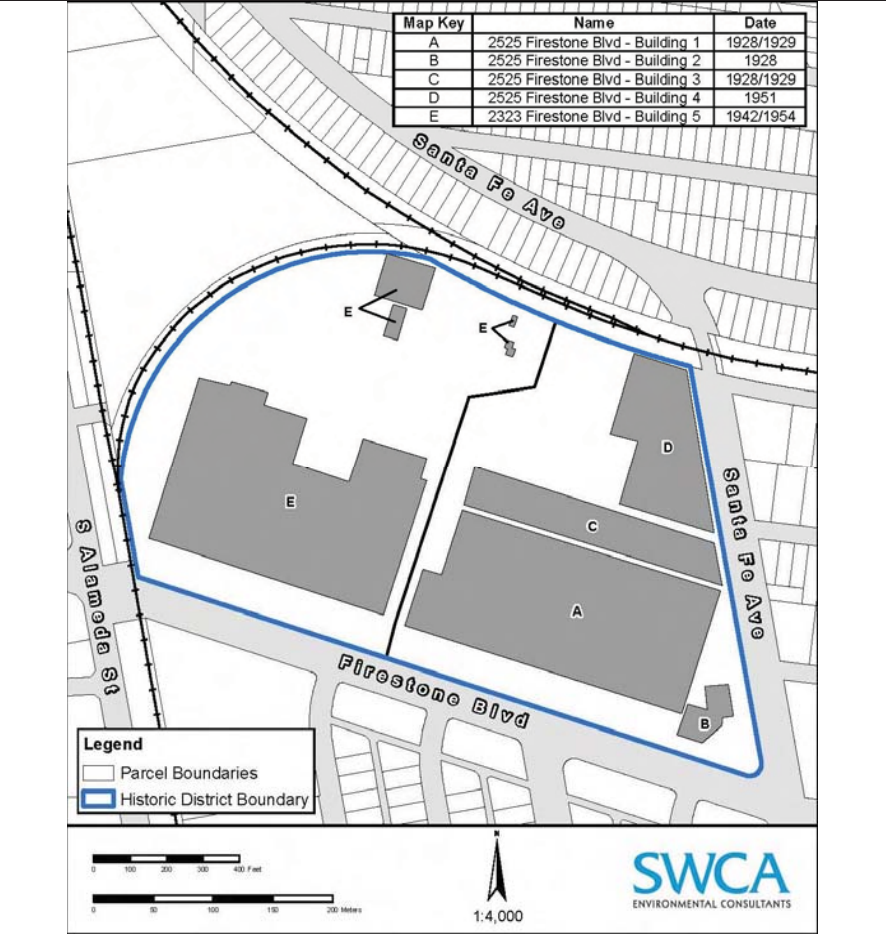 Map Key Name Date
A 2525 Firestone Blvd - Building 1 1928/1929
B 2525 Firestone Blvd - Building 2 1928
C 2525 Firestone Blvd - Building 3 1928/1929
D 2525 Firestone Blvd - Building 4 1951
E 2323 Firestone Blvd - Building 5 1942/1954
Santa Fe Ave
E
E
D
E
C
A
B
Santa Fe Ave
S Alameda St
Firestone Blvd
Legend
Parcel Boundaries
Historic District Boundary
0 100 200 300 400 Feet
0 50 100 150 200 Meters
N
1:4,000
SWCA
ENVIRONMENTAL CONSULTANTS